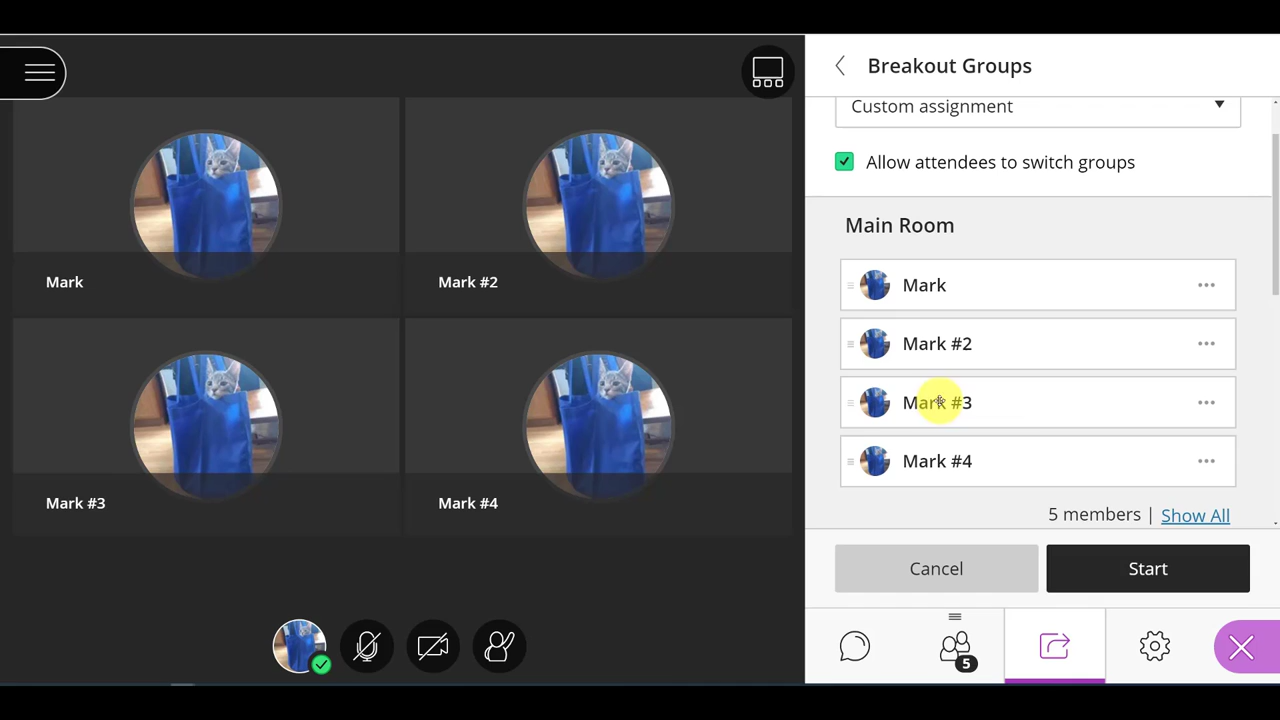 Breakout Groups
Custom assignment
Allow attendees to switch groups
Main Room
Mark
Mark #2
Mark #3
Mark #4
5 members | Show All
Cancel
Start
5
Mark
Mark #2
Mark #3
Mark #4